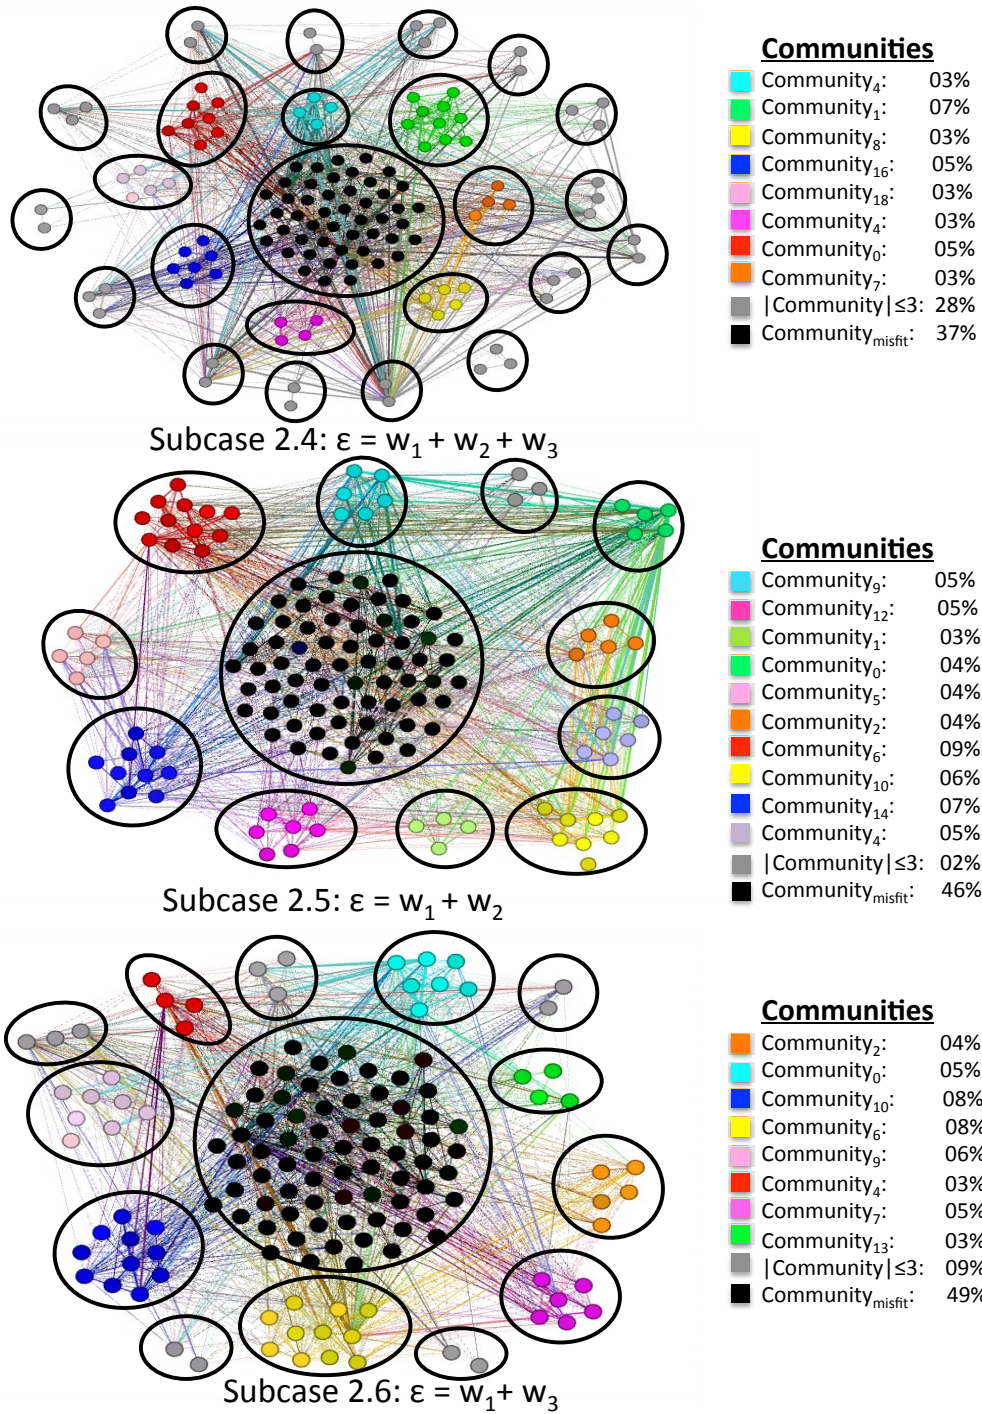 Communities
Community₄: 03%
Community₁: 07%
Community₈: 03%
Community₁₆: 05%
Community₁₈: 03%
Community₄: 03%
Community₀: 05%
Community₇: 03%
|Community|≤3: 28%
Communityₘᵢₛfᵢₜ: 37%
Subcase 2.4: ε = w₁ + w₂ + w₃
Communities
Community₉: 05%
Community₁₂: 05%
Community₁: 03%
Community₀: 04%
Community₅: 04%
Community₂: 04%
Community₆: 09%
Community₁₀: 06%
Community₁₄: 07%
Community₄: 05%
|Community|≤3: 02%
Communityₘᵢₛfᵢₜ: 46%
Subcase 2.5: ε = w₁ + w₂
Communities
Community₂: 04%
Community₀: 05%
Community₁₀: 08%
Community₆: 08%
Community₉: 06%
Community₄: 03%
Community₇: 05%
Community₁₃: 03%
|Community|≤3: 09%
Communityₘᵢₛfᵢₜ: 49%
Subcase 2.6: ε = w₁+ w₃